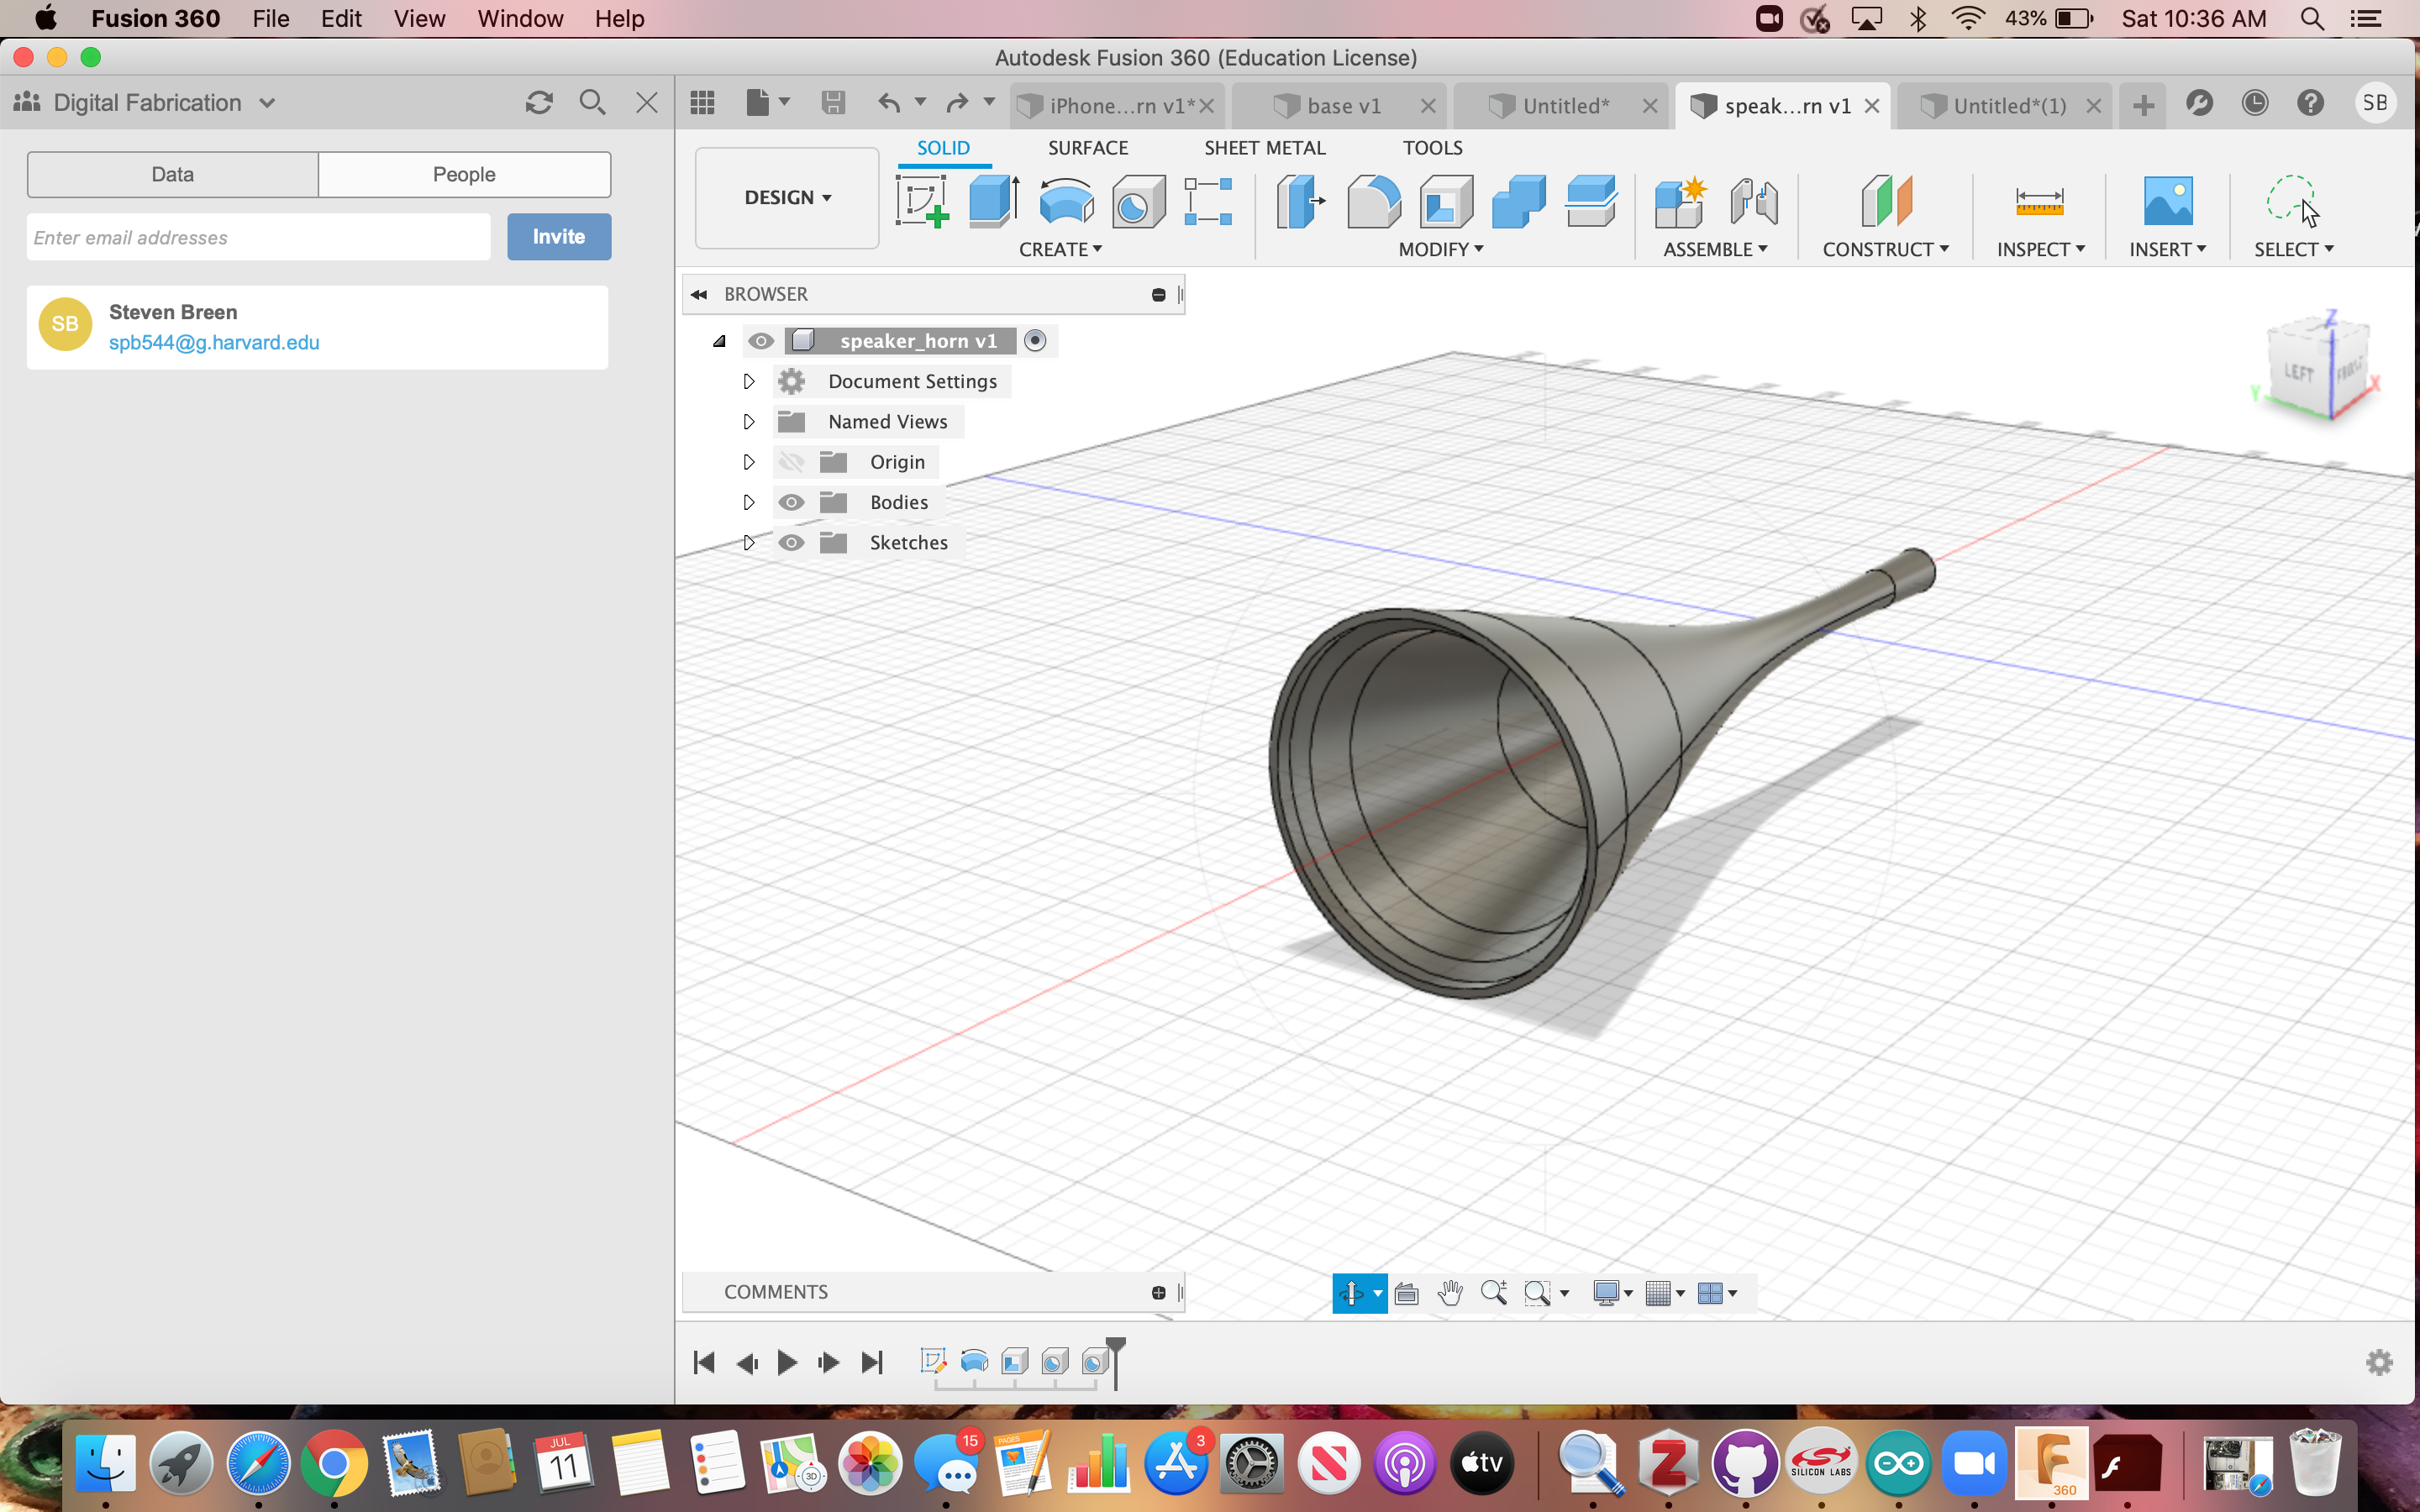 Fusion 360 File Edit View Window Help 43% Sat 10:36 AM
Autodesk Fusion 360 (Education License)
Digital Fabrication
iPhone...rn v1* base v1 Untitled* speak...rn v1 Untitled*(1) SB
Data People
SOLID SURFACE SHEET METAL TOOLS
DESIGN
Enter email addresses Invite
CREATE MODIFY ASSEMBLE CONSTRUCT INSPECT INSERT SELECT
BROWSER
SB Steven Breen
spb544@g.harvard.edu
speaker_horn v1
Document Settings
Named Views
Origin
Bodies
Sketches
Z
LEFT FRONT
Y X
COMMENTS
JUL
11
3D
15
PAGES
3
tv
SILICON LABS
360